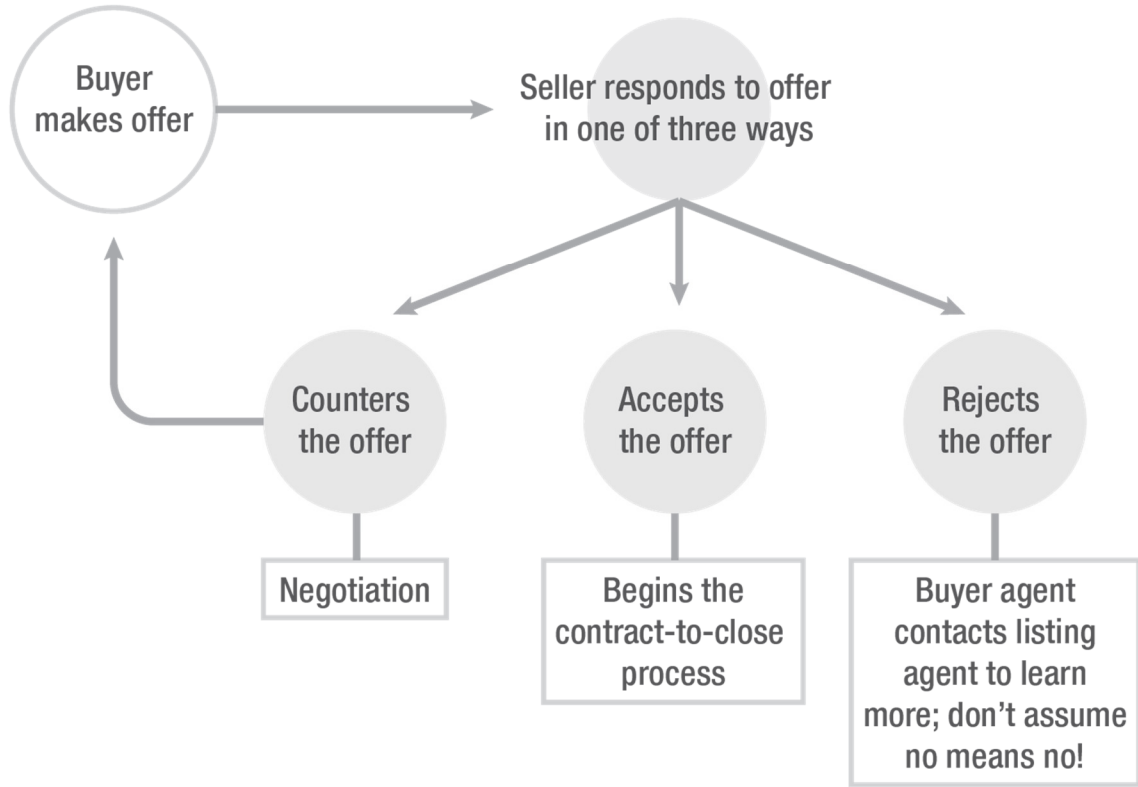 Buyer
makes offer
Seller responds to offer
in one of three ways
Counters
the offer
Accepts
the offer
Rejects
the offer
Negotiation
Begins the
contract-to-close
process
Buyer agent
contacts listing
agent to learn
more; don’t assume
no means no!